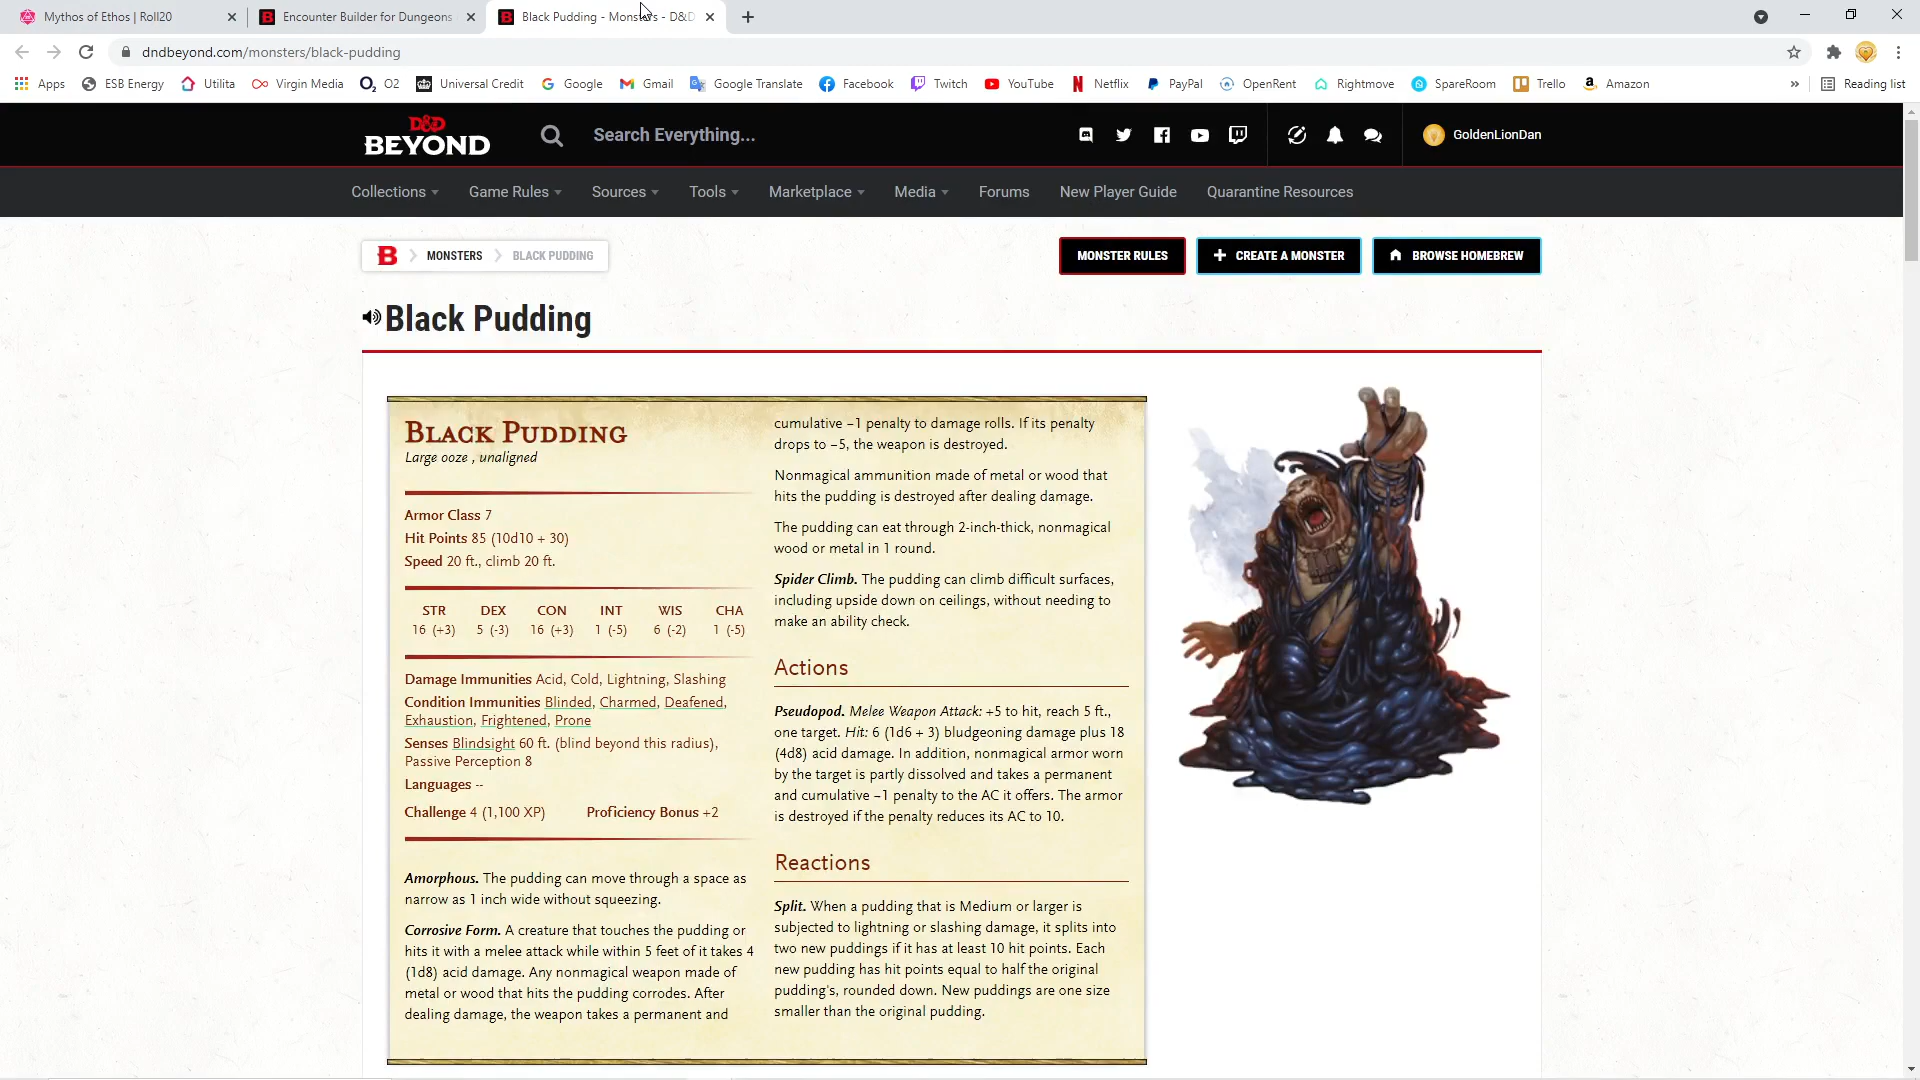 Mythos of Ethos | Roll20
Encounter Builder for Dungeons
Black Pudding - Monsters - D&D
dndbeyond.com/monsters/black-pudding
Apps ESB Energy Utilita Virgin Media O2 Universal Credit Google Gmail Google Translate Facebook Twitch YouTube Netflix PayPal OpenRent Rightmove SpareRoom Trello Amazon » Reading list
D&D
BEYOND
Search Everything...
GoldenLionDan
Collections Game Rules Sources Tools Marketplace Media Forums New Player Guide Quarantine Resources
B MONSTERS BLACK PUDDING
MONSTER RULES
+ CREATE A MONSTER
BROWSE HOMEBREW
Black Pudding
BLACK PUDDING
Large ooze , unaligned
Armor Class 7
Hit Points 85 (10d10 + 30)
Speed 20 ft., climb 20 ft.
STR DEX CON INT WIS CHA
16 (+3) 5 (-3) 16 (+3) 1 (-5) 6 (-2) 1 (-5)
Damage Immunities Acid, Cold, Lightning, Slashing
Condition Immunities Blinded, Charmed, Deafened,
Exhaustion, Frightened, Prone
Senses Blindsight 60 ft. (blind beyond this radius),
Passive Perception 8
Languages --
Challenge 4 (1,100 XP) Proficiency Bonus +2
Amorphous. The pudding can move through a space as
narrow as 1 inch wide without squeezing.
Corrosive Form. A creature that touches the pudding or
hits it with a melee attack while within 5 feet of it takes 4
(1d8) acid damage. Any nonmagical weapon made of
metal or wood that hits the pudding corrodes. After
dealing damage, the weapon takes a permanent and
cumulative −1 penalty to damage rolls. If its penalty
drops to −5, the weapon is destroyed.
Nonmagical ammunition made of metal or wood that
hits the pudding is destroyed after dealing damage.
The pudding can eat through 2-inch-thick, nonmagical
wood or metal in 1 round.
Spider Climb. The pudding can climb difficult surfaces,
including upside down on ceilings, without needing to
make an ability check.
Actions
Pseudopod. Melee Weapon Attack: +5 to hit, reach 5 ft.,
one target. Hit: 6 (1d6 + 3) bludgeoning damage plus 18
(4d8) acid damage. In addition, nonmagical armor worn
by the target is partly dissolved and takes a permanent
and cumulative −1 penalty to the AC it offers. The armor
is destroyed if the penalty reduces its AC to 10.
Reactions
Split. When a pudding that is Medium or larger is
subjected to lightning or slashing damage, it splits into
two new puddings if it has at least 10 hit points. Each
new pudding has hit points equal to half the original
pudding's, rounded down. New puddings are one size
smaller than the original pudding.